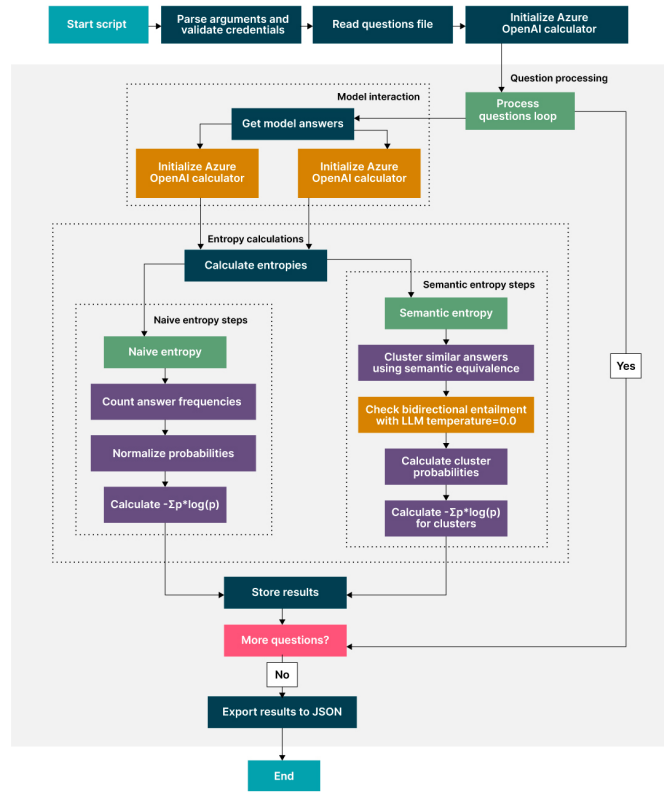 Start script
Parse arguments and
validate credentials
Read questions file
Initialize Azure
OpenAI calculator
Question processing
Process
questions loop
Model interaction
Get model answers
Initialize Azure
OpenAI calculator
Initialize Azure
OpenAI calculator
Entropy calculations
Calculate entropies
Naive entropy steps
Naive entropy
Count answer frequencies
Normalize probabilities
Calculate -Σp*log(p)
Semantic entropy steps
Semantic entropy
Cluster similar answers
using semantic equivalence
Check bidirectional entailment
with LLM temperature=0.0
Calculate cluster
probabilities
Calculate -Σp*log(p)
for clusters
Yes
Store results
More questions?
No
Export results to JSON
End